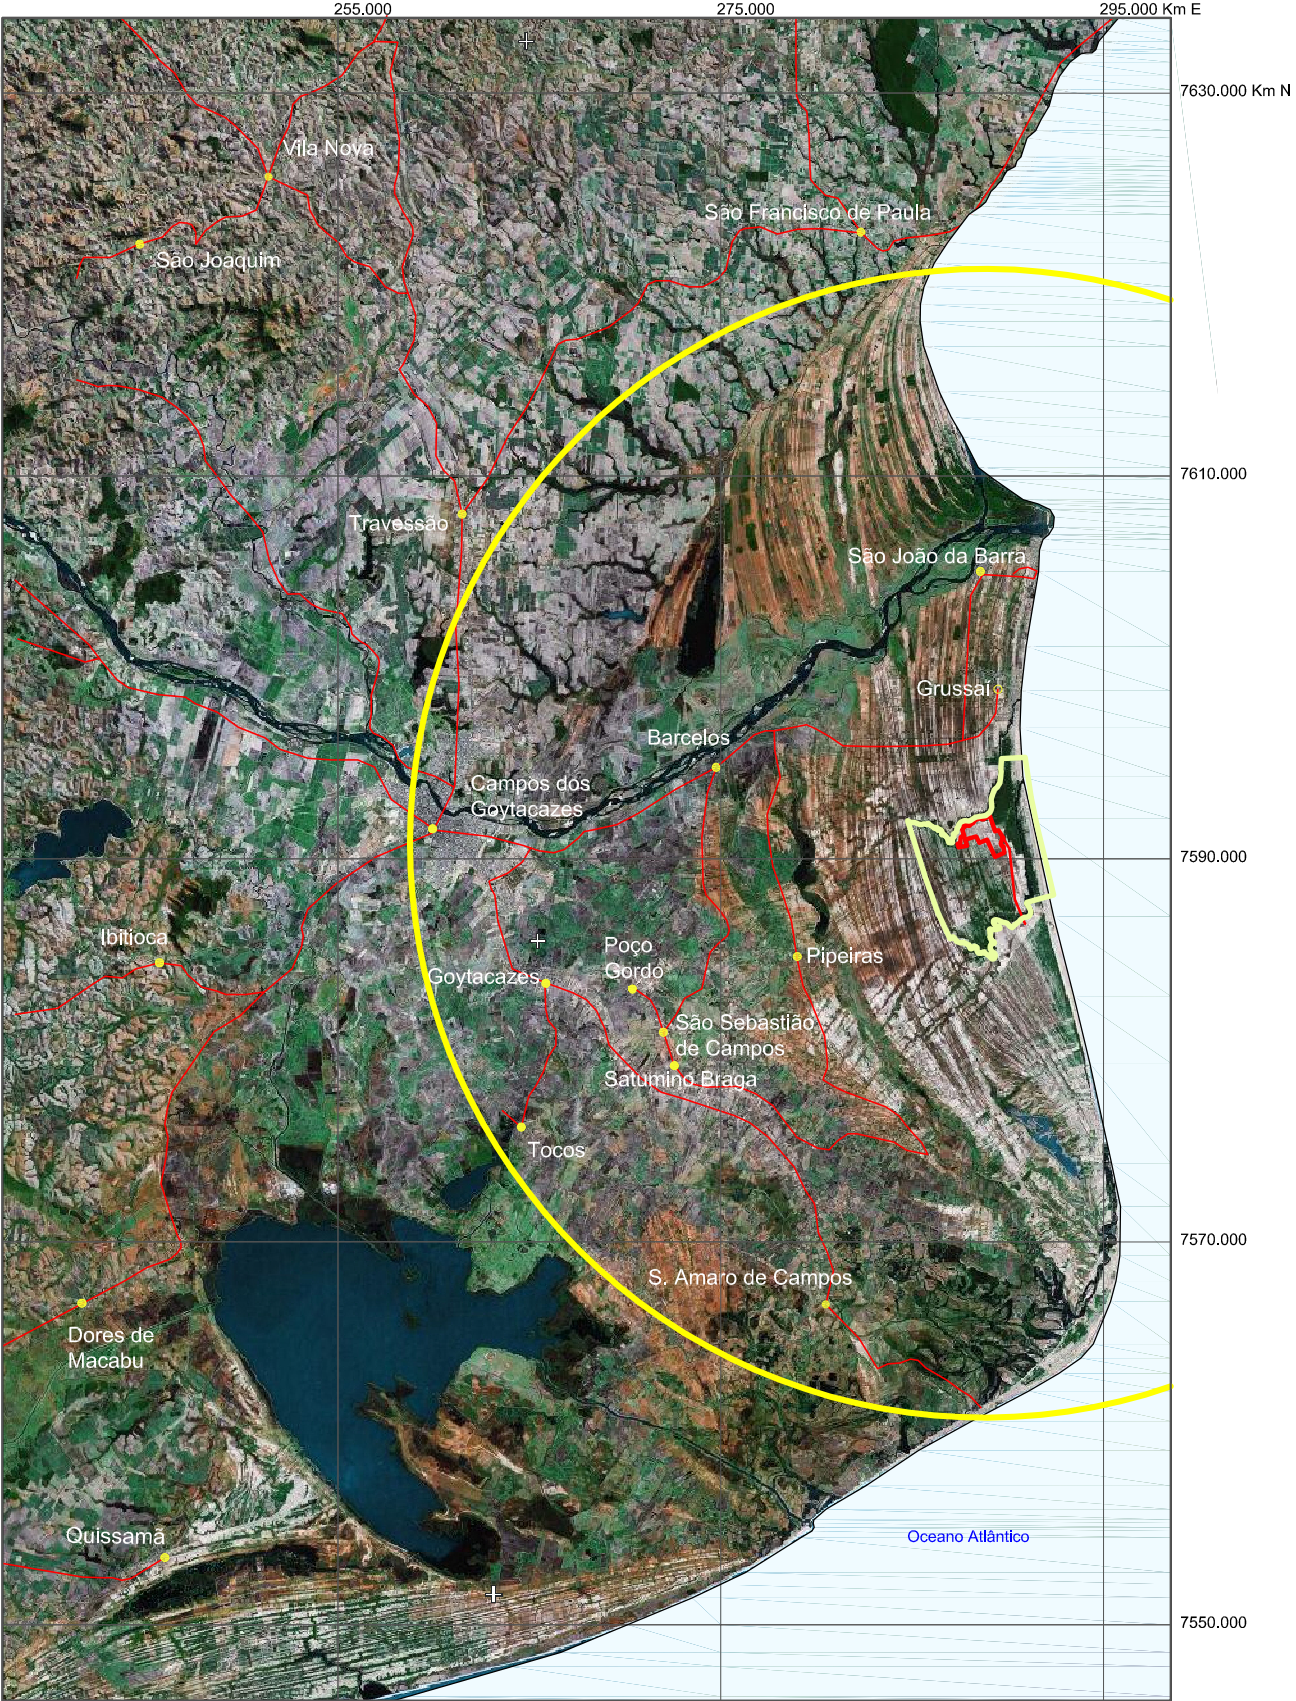 255.000
275.000
295.000 Km E
7630.000 Km N
Vila Nova
São Francisco de Paula
São Joaquim
7610.000
Travessão
São João da Barra
Grussaí
Barcelos
Campos dos
Goytacazes
7590.000
Ibitioca
Poço
Gordo
Pipeiras
Goytacazes
São Sebastião
de Campos
Satumino Braga
Tocos
7570.000
S. Amaro de Campos
Dores de
Macabu
Quissamã
Oceano Atlântico
7550.000